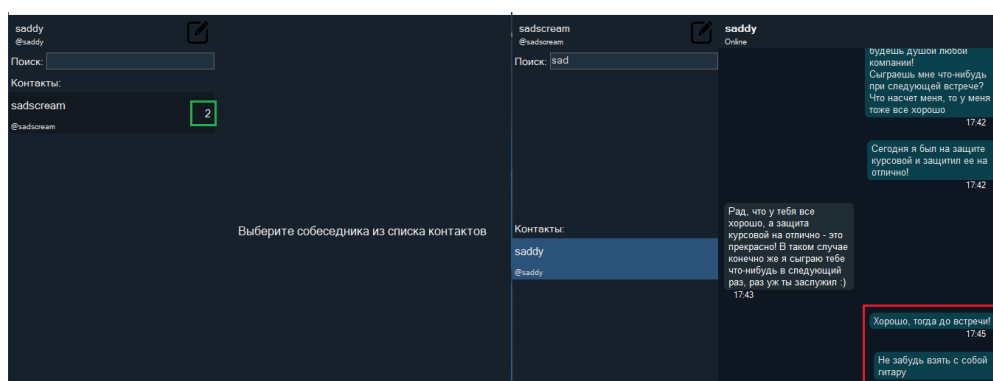 saddy
@saddy
Поиск:
Контакты:
sadscream
2
@sadscream
Выберите собеседника из списка контактов
sadscream
@sadscream
Поиск: sad
Контакты:
saddy
@saddy
saddy
Online
будешь душой любой
компании!
Сыграешь мне что-нибудь
при следующей встрече?
Что насчет меня, то у меня
тоже все хорошо
17:42
Сегодня я был на защите
курсовой и защитил ее на
отлично!
17:42
Рад, что у тебя все
хорошо, а защита
курсовой на отлично - это
прекрасно! В таком случае
конечно же я сыграю тебе
что-нибудь в следующий
раз, раз уж ты заслужил :)
17:43
Хорошо, тогда до встречи!
17:45
Не забудь взять с собой
гитару